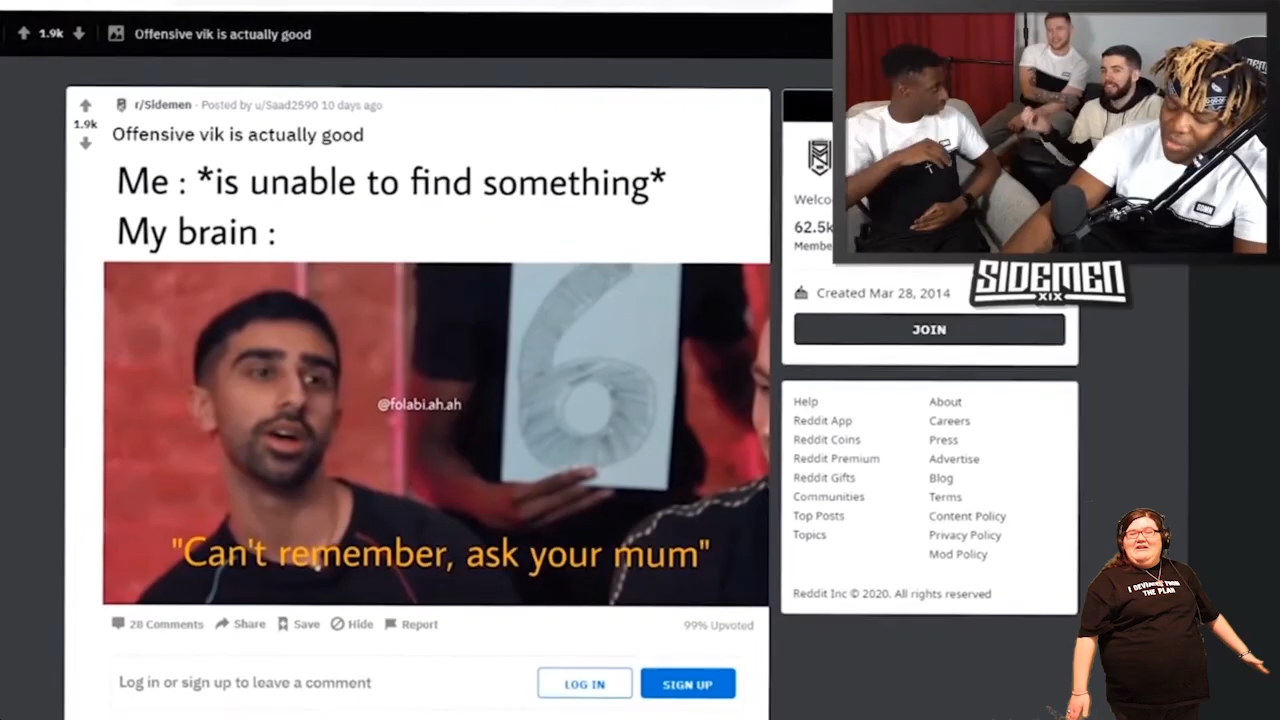 1.9k
Offensive vik is actually good
r/Sidemen · Posted by u/Saad2590 10 days ago
1.9k
Offensive vik is actually good
Me : *is unable to find something*
My brain :
6
@folabi.ah.ah
"Can't remember, ask your mum"
28 Comments Share Save Hide Report 99% Upvoted
Log in or sign up to leave a comment
LOG IN
SIGN UP
62.5k
Created Mar 28, 2014
JOIN
Help About
Reddit App Careers
Reddit Coins Press
Reddit Premium Advertise
Reddit Gifts Blog
Communities Terms
Top Posts Content Policy
Topics Privacy Policy
Mod Policy
Reddit Inc © 2020. All rights reserved
SIDEMEN
XIX
SDMN
THE PLAN